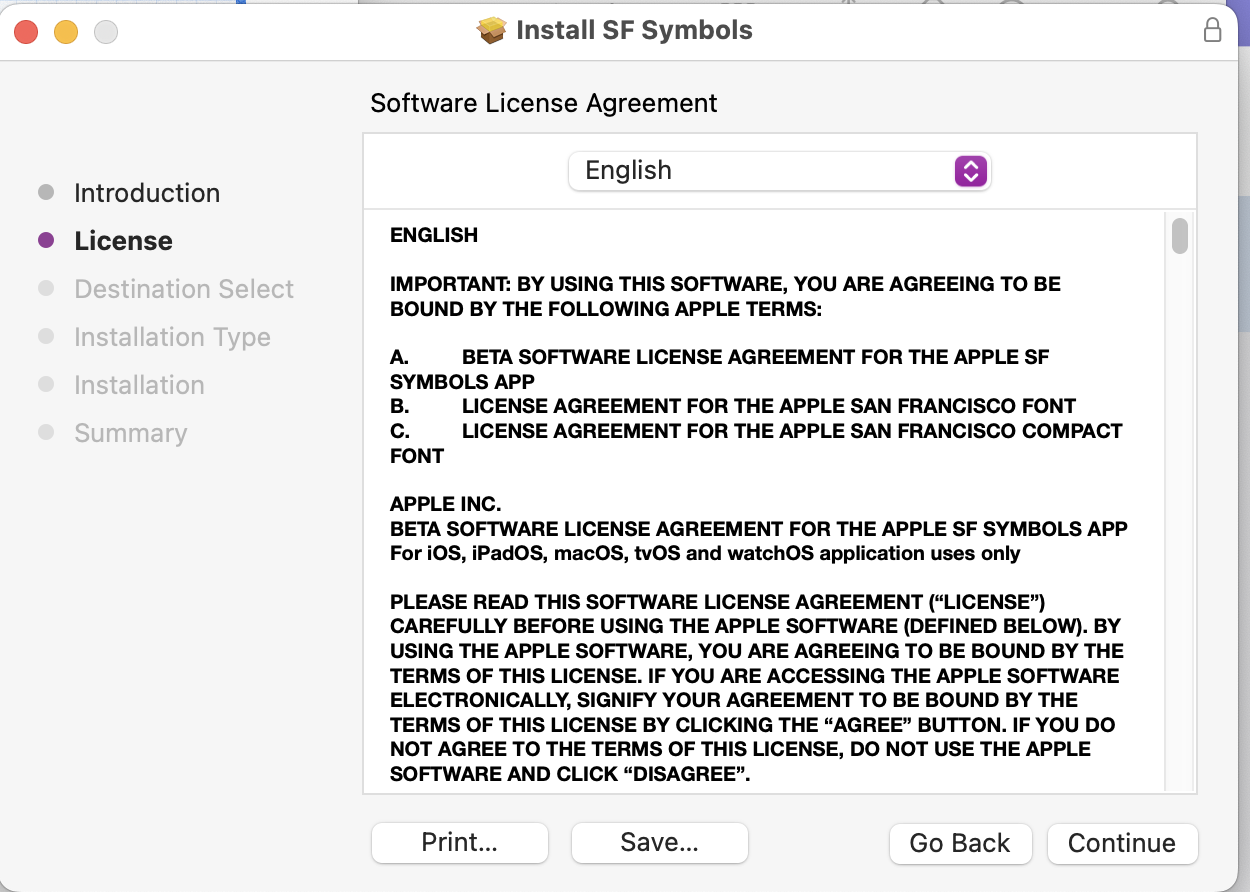 Install SF Symbols
Software License Agreement
Introduction
License
Destination Select
Installation Type
Installation
Summary
English
ENGLISH
IMPORTANT: BY USING THIS SOFTWARE, YOU ARE AGREEING TO BE
BOUND BY THE FOLLOWING APPLE TERMS:
A. BETA SOFTWARE LICENSE AGREEMENT FOR THE APPLE SF
SYMBOLS APP
B. LICENSE AGREEMENT FOR THE APPLE SAN FRANCISCO FONT
C. LICENSE AGREEMENT FOR THE APPLE SAN FRANCISCO COMPACT
FONT
APPLE INC.
BETA SOFTWARE LICENSE AGREEMENT FOR THE APPLE SF SYMBOLS APP
For iOS, iPadOS, macOS, tvOS and watchOS application uses only
PLEASE READ THIS SOFTWARE LICENSE AGREEMENT (“LICENSE”)
CAREFULLY BEFORE USING THE APPLE SOFTWARE (DEFINED BELOW). BY
USING THE APPLE SOFTWARE, YOU ARE AGREEING TO BE BOUND BY THE
TERMS OF THIS LICENSE. IF YOU ARE ACCESSING THE APPLE SOFTWARE
ELECTRONICALLY, SIGNIFY YOUR AGREEMENT TO BE BOUND BY THE
TERMS OF THIS LICENSE BY CLICKING THE “AGREE” BUTTON. IF YOU DO
NOT AGREE TO THE TERMS OF THIS LICENSE, DO NOT USE THE APPLE
SOFTWARE AND CLICK “DISAGREE”.
Print... Save... Go Back Continue